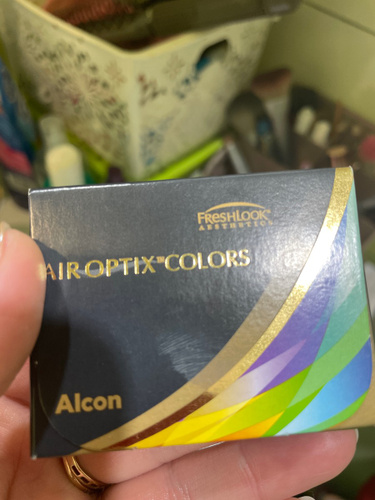 FRESHLOOK®
AESTHETICS
AIR OPTIX® COLORS
Alcon